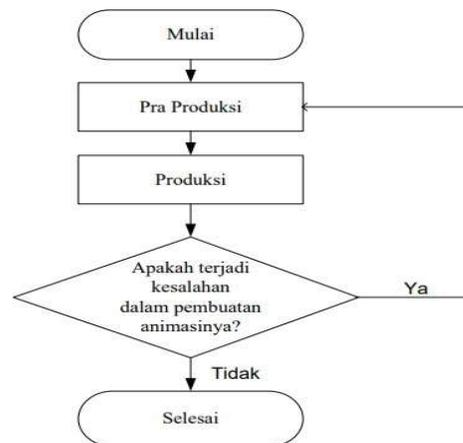 Mulai
Pra Produksi
Produksi
Apakah terjadi
kesalahan
dalam pembuatan
animasinya?
Ya
Tidak
Selesai